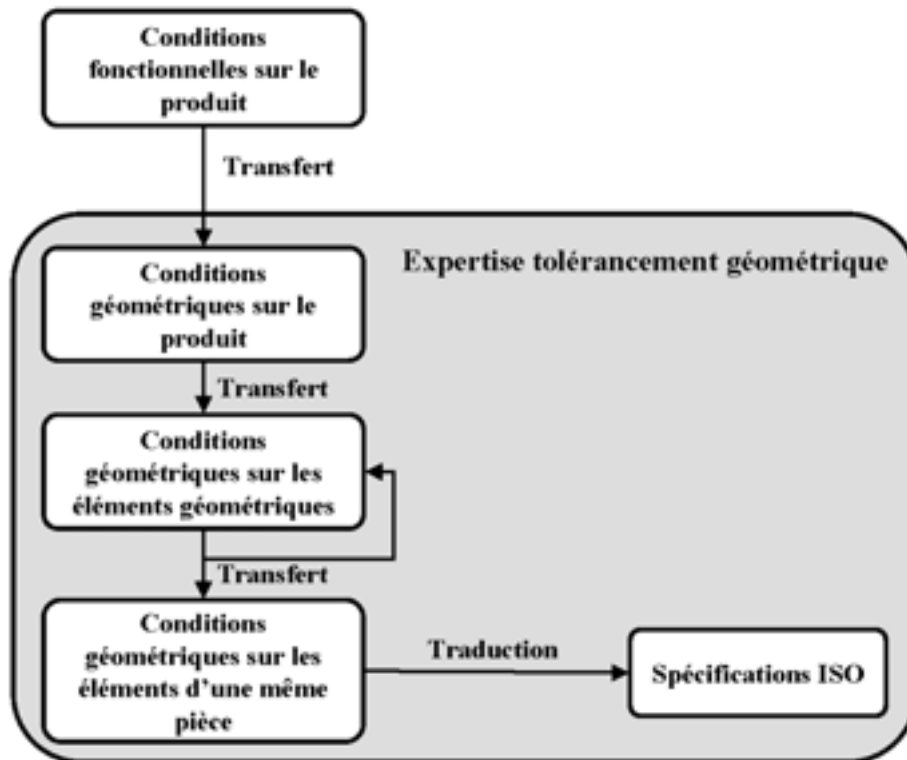 Conditions
fonctionnelles sur le
produit
Transfert
Expertise tolérancement géométrique
Conditions
géométriques sur le
produit
Transfert
Conditions
géométriques sur les
éléments géométriques
Transfert
Conditions
géométriques sur les
éléments d'une même
pièce
Traduction
Spécifications ISO